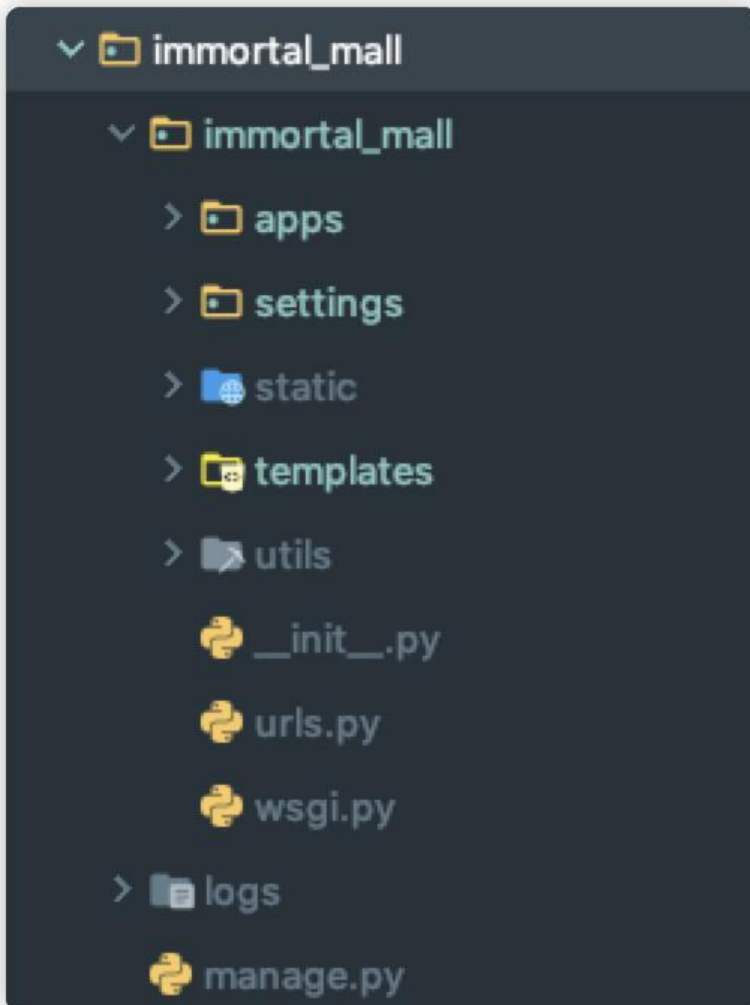 immortal_mall
immortal_mall
apps
settings
static
templates
utils
__init__.py
urls.py
wsgi.py
logs
manage.py